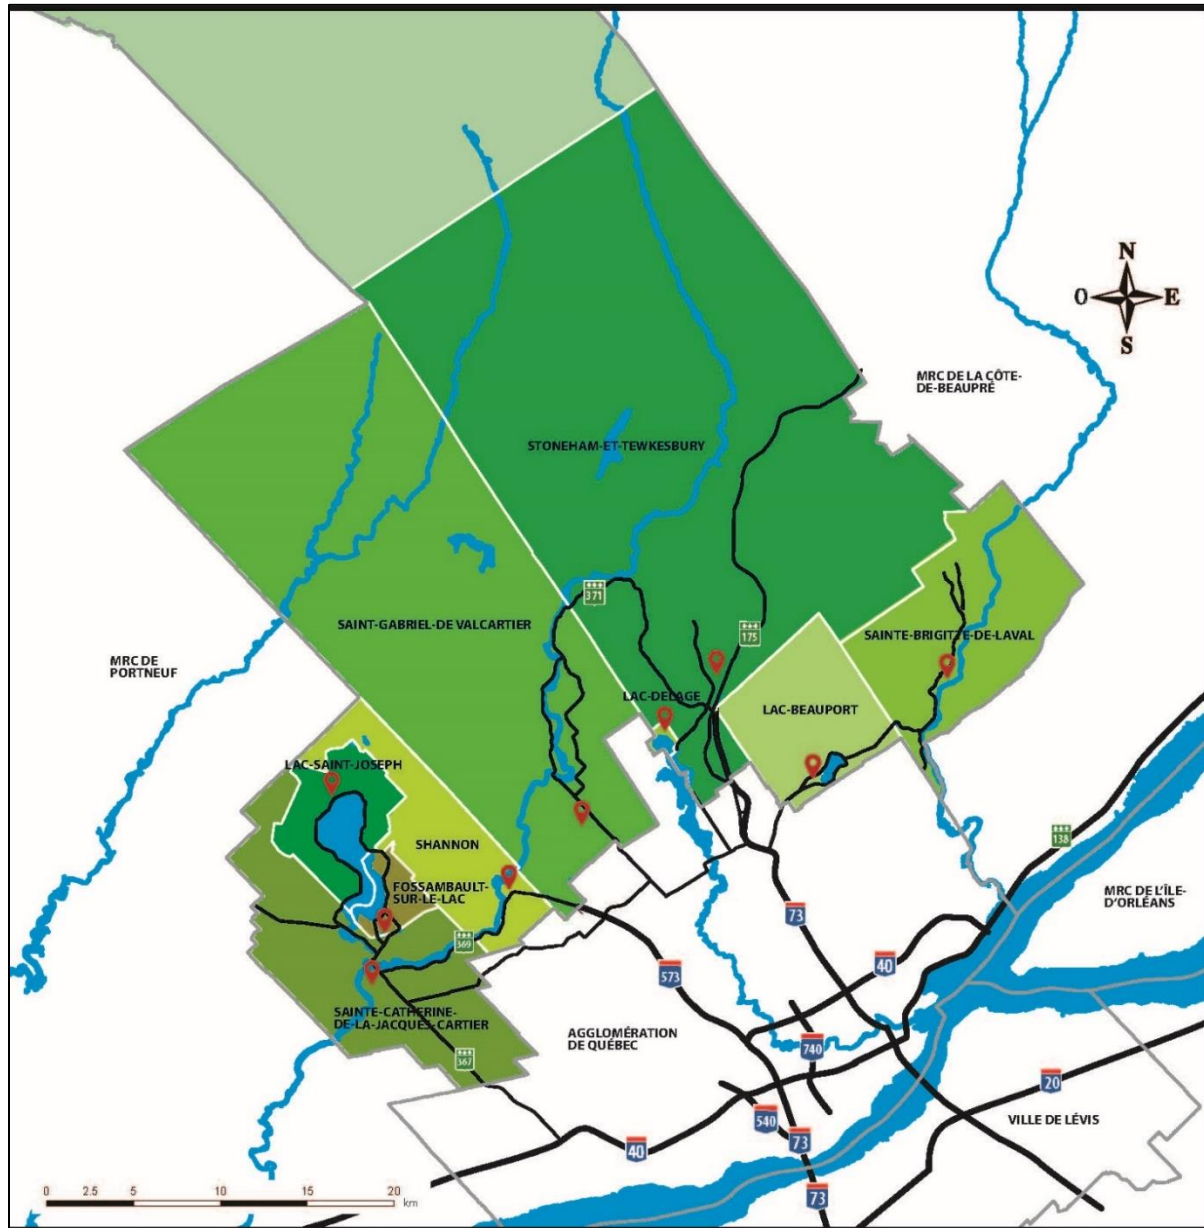 N
O
E
S
MRC DE LA CÔTE-
DE-BEAUPRÉ
STONEHAM-ET-TEWKESBURY
371
SAINT-GABRIEL-DE VALCARTIER
175
SAINTE-BRIGITTE-DE-LAVAL
MRC DE
PORTNEUF
LAC-DELAGE
LAC-BEAUPORT
LAC-SAINT-JOSEPH
SHANNON
138
FOSSAMBAULT-
SUR-LE-LAC
MRC DE L'ÎLE-
D'ORLÉANS
73
369
40
573
SAINTE-CATHERINE-
DE-LA-JACQUES-CARTIER
AGGLOMÉRATION
DE QUÉBEC
740
367
20
540
VILLE DE LÉVIS
73
40
73
0
2.5
5
10
15
20
km